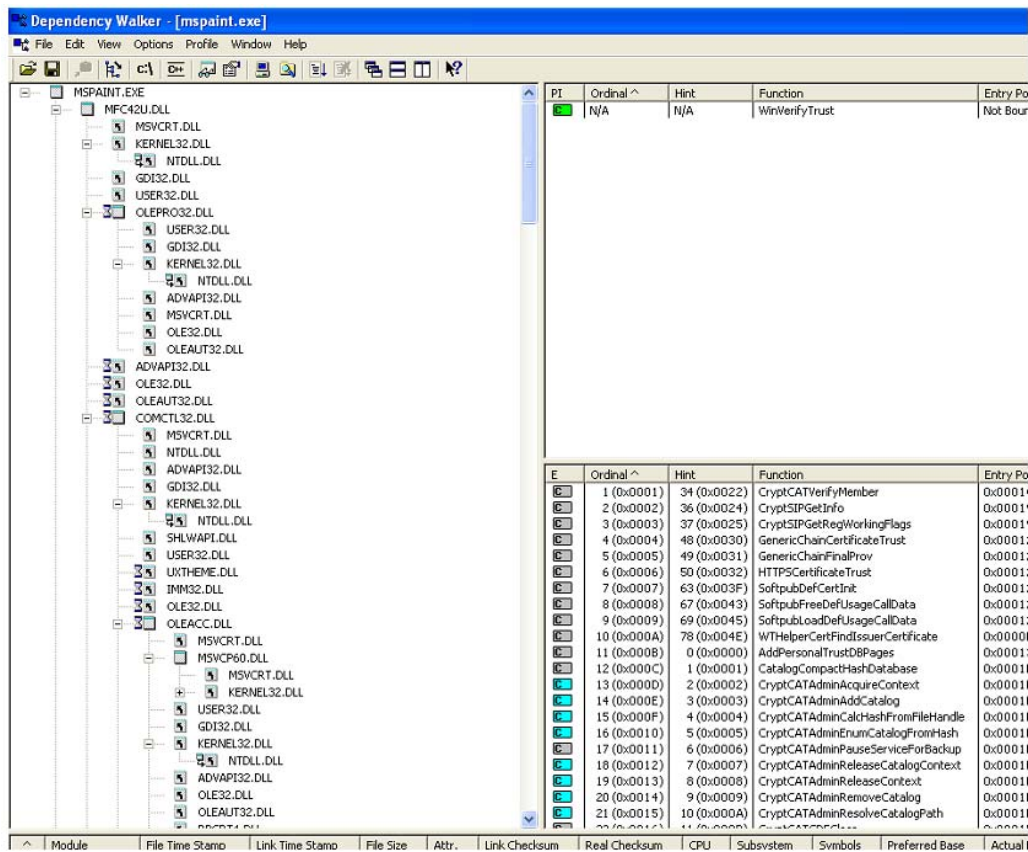 Dependency Walker - [mspaint.exe]
File Edit View Options Profile Window Help
MSPAINT.EXE
MFC42U.DLL
MSVCRT.DLL
KERNEL32.DLL
NTDLL.DLL
GDI32.DLL
USER32.DLL
OLEPRO32.DLL
USER32.DLL
GDI32.DLL
KERNEL32.DLL
NTDLL.DLL
ADVAPI32.DLL
MSVCRT.DLL
OLE32.DLL
OLEAUT32.DLL
ADVAPI32.DLL
OLE32.DLL
OLEAUT32.DLL
COMCTL32.DLL
MSVCRT.DLL
NTDLL.DLL
ADVAPI32.DLL
GDI32.DLL
KERNEL32.DLL
NTDLL.DLL
SHLWAPI.DLL
USER32.DLL
UXTHEME.DLL
IMM32.DLL
OLE32.DLL
OLEACC.DLL
MSVCRT.DLL
MSVCP60.DLL
MSVCRT.DLL
KERNEL32.DLL
USER32.DLL
GDI32.DLL
KERNEL32.DLL
NTDLL.DLL
ADVAPI32.DLL
OLE32.DLL
OLEAUT32.DLL
PI Ordinal ^ Hint Function Entry Po
C N/A N/A WinVerifyTrust Not Boun
E Ordinal ^ Hint Function Entry Po
C 1 (0x0001) 34 (0x0022) CryptCATVerifyMember
C 2 (0x0002) 36 (0x0024) CryptSIPGetInfo
C 3 (0x0003) 37 (0x0025) CryptSIPGetRegWorkingFlags
C 4 (0x0004) 48 (0x0030) GenericChainCertificateTrust
C 5 (0x0005) 49 (0x0031) GenericChainFinalProv
C 6 (0x0006) 50 (0x0032) HTTPSCertificateTrust
C 7 (0x0007) 63 (0x003F) SoftpubDefCertInit
C 8 (0x0008) 67 (0x0043) SoftpubFreeDefUsageCallData
C 9 (0x0009) 69 (0x0045) SoftpubLoadDefUsageCallData
C 10 (0x000A) 78 (0x004E) WTHelperCertFindIssuerCertificate
C 11 (0x000B) 0 (0x0000) AddPersonalTrustDBPages
C 12 (0x000C) 1 (0x0001) CatalogCompactHashDatabase
C 13 (0x000D) 2 (0x0002) CryptCATAdminAcquireContext
C 14 (0x000E) 3 (0x0003) CryptCATAdminAddCatalog
C 15 (0x000F) 4 (0x0004) CryptCATAdminCalcHashFromFileHandle
C 16 (0x0010) 5 (0x0005) CryptCATAdminEnumCatalogFromHash
C 17 (0x0011) 6 (0x0006) CryptCATAdminPauseServiceForBackup
C 18 (0x0012) 7 (0x0007) CryptCATAdminReleaseCatalogContext
C 19 (0x0013) 8 (0x0008) CryptCATAdminReleaseContext
C 20 (0x0014) 9 (0x0009) CryptCATAdminRemoveCatalog
C 21 (0x0015) 10 (0x000A) CryptCATAdminResolveCatalogPath
^ Module File Time Stamp Link Time Stamp File Size Attr. Link Checksum Real Checksum CPU Subsystem Symbols Preferred Base Actual